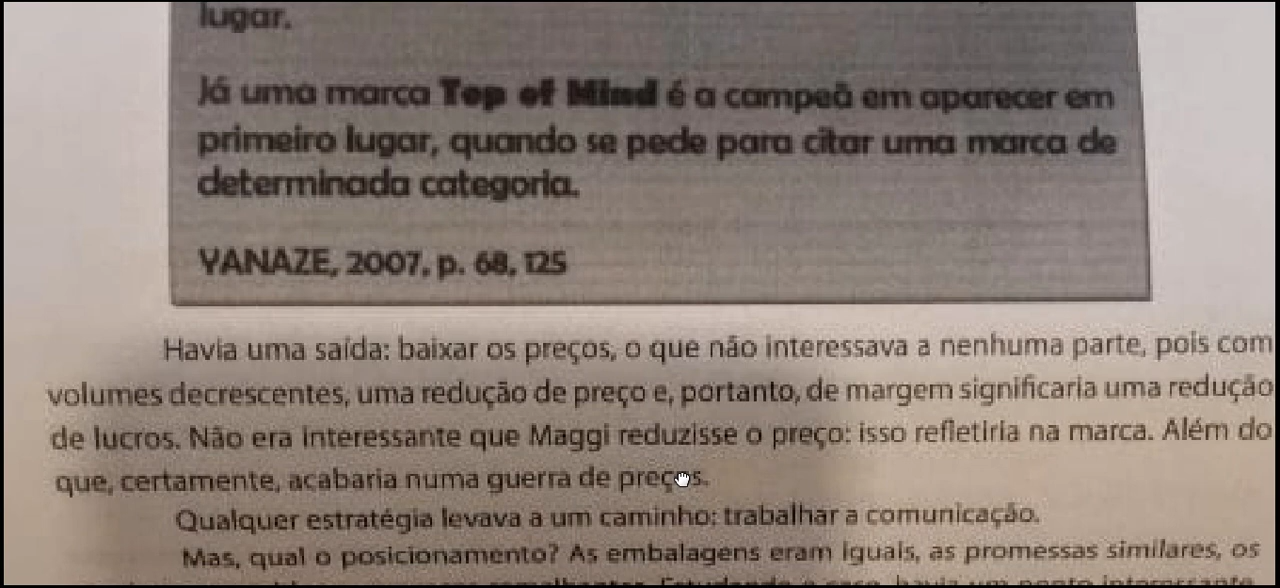 lugar.
Já uma marca Top of Mind é a campeã em aparecer em
primeiro lugar, quando se pede para citar uma marca de
determinada categoria.
YANAZE, 2007, p. 68, 125
Havia uma saída: baixar os preços, o que não interessava a nenhuma parte, pois com
volumes decrescentes, uma redução de preço e, portanto, de margem significaria uma redução
de lucros. Não era interessante que Maggi reduzisse o preço: isso refletiria na marca. Além do
que, certamente, acabaria numa guerra de preços.
Qualquer estratégia levava a um caminho: trabalhar a comunicação.
Mas, qual o posicionamento? As embalagens eram iguais, as promessas similares, os